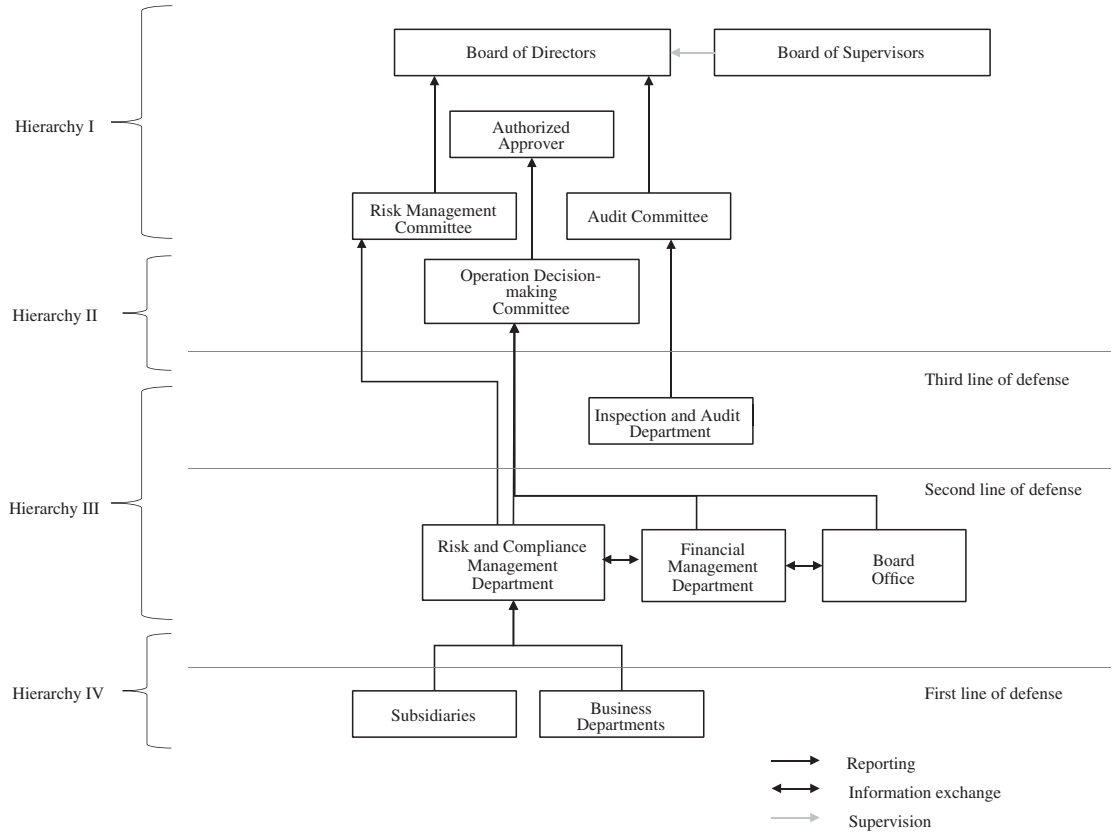 Board of Directors
Board of Supervisors
Hierarchy I
Authorized
Approver
Risk Management
Committee
Audit Committee
Operation Decision-
making
Committee
Hierarchy II
Third line of defense
Inspection and Audit
Department
Second line of defense
Hierarchy III
Risk and Compliance
Management
Department
Financial
Management
Department
Board
Office
Hierarchy IV
First line of defense
Subsidiaries
Business
Departments
Reporting
Information exchange
Supervision